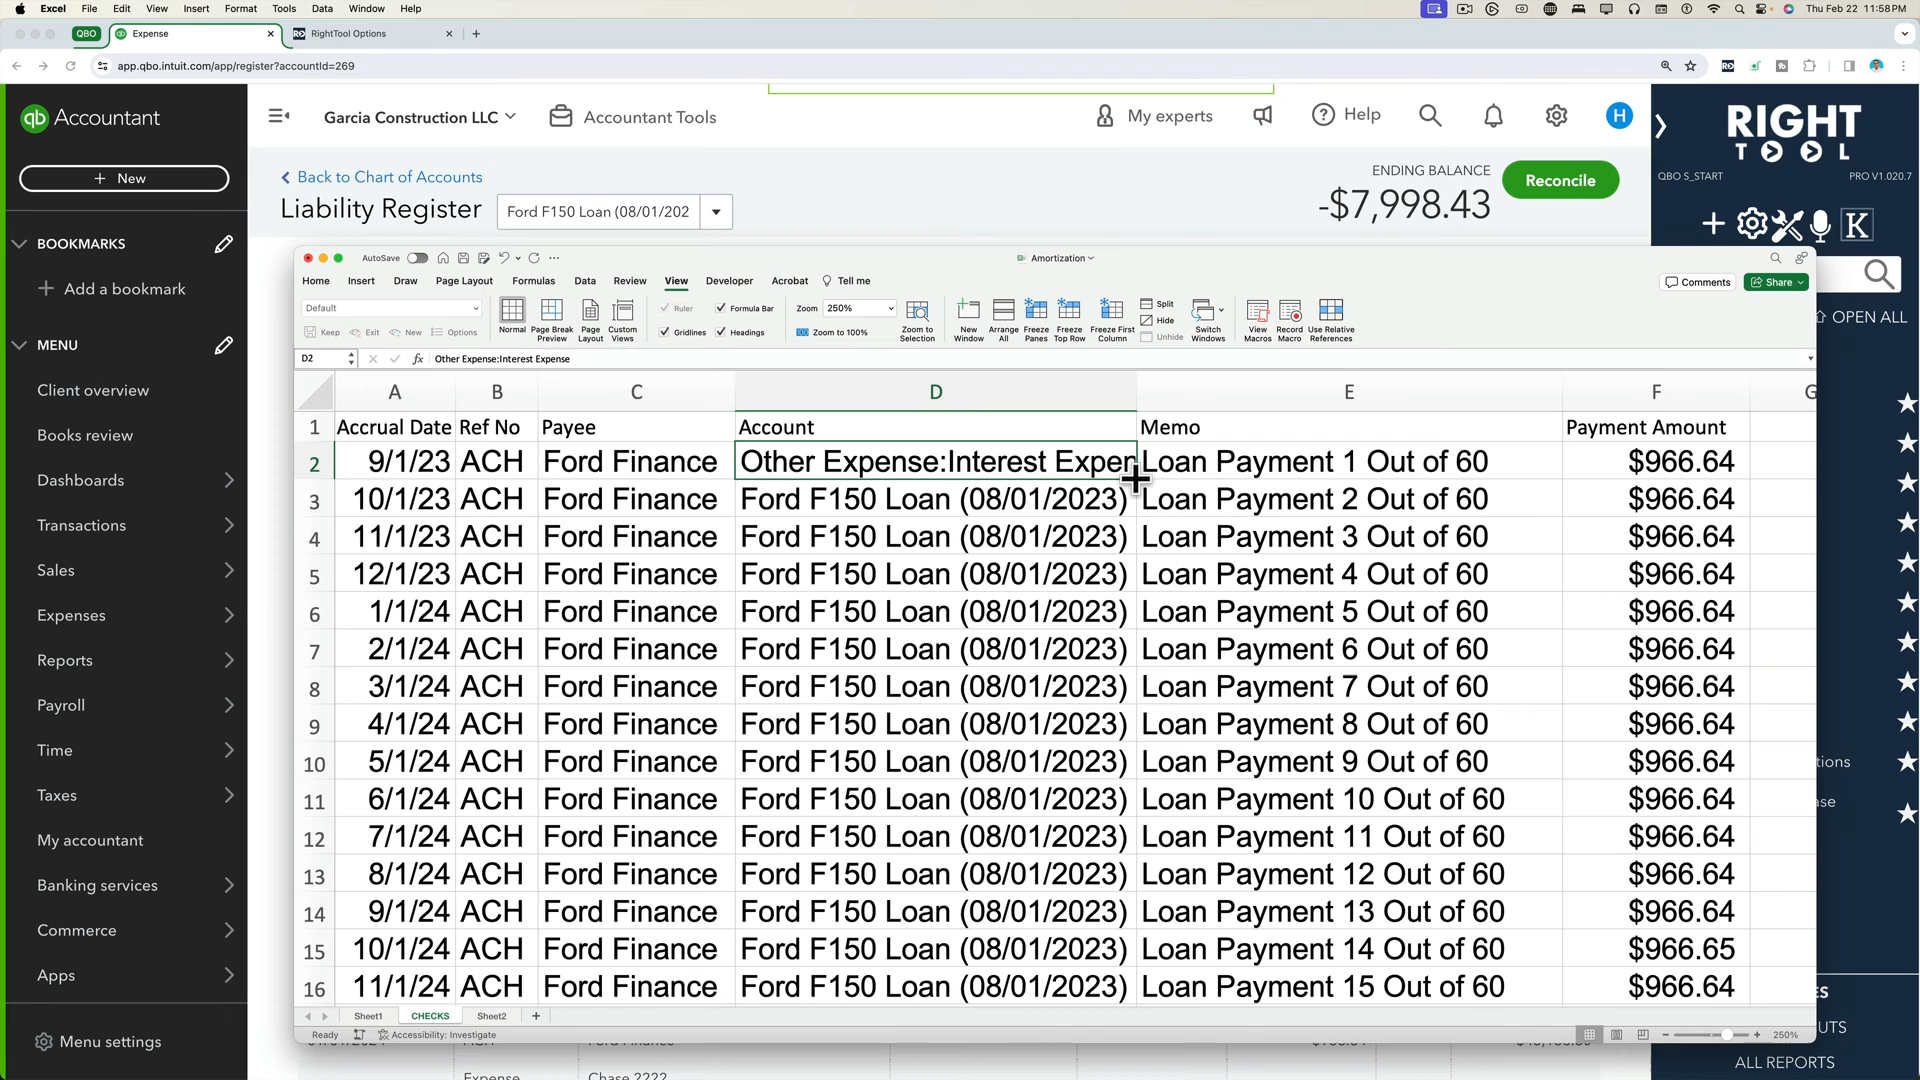 Excel File Edit View Insert Format Tools Data Window Help Thu Feb 22 11:58 PM
QBO Expense RightTool Options
app.qbo.intuit.com/app/register?accountId=269
qb Accountant
Garcia Construction LLC Accountant Tools My experts Help H
RIGHT
TOOL
QBO S_START PRO V1.020.7
+ New
Back to Chart of Accounts
Liability Register Ford F150 Loan (08/01/202
ENDING BALANCE
-$7,998.43
Reconcile
K
OPEN ALL
BOOKMARKS
+ Add a bookmark
MENU
Client overview
Books review
Dashboards
Transactions
Sales
Expenses
Reports
Payroll
Time
Taxes
My accountant
Banking services
Commerce
Apps
Menu settings
AutoSave Amortization
Home Insert Draw Page Layout Formulas Data Review View Developer Acrobat Tell me Comments Share
Default
Keep Exit New Options
Normal Page Break Preview Page Layout Custom Views
Ruler Formula Bar
Gridlines Headings
Zoom 250%
Zoom to 100%
Zoom to Selection
New Window Arrange All Freeze Panes Freeze Top Row Freeze First Column
Split
Hide
Unhide
Switch Windows View Macros Record Macro Use Relative References
D2 fx Other Expense:Interest Expense
A B C D E F G
1 Accrual Date Ref No Payee Account Memo Payment Amount
2 9/1/23 ACH Ford Finance Other Expense:Interest Expen Loan Payment 1 Out of 60 $966.64
3 10/1/23 ACH Ford Finance Ford F150 Loan (08/01/2023) Loan Payment 2 Out of 60 $966.64
4 11/1/23 ACH Ford Finance Ford F150 Loan (08/01/2023) Loan Payment 3 Out of 60 $966.64
5 12/1/23 ACH Ford Finance Ford F150 Loan (08/01/2023) Loan Payment 4 Out of 60 $966.64
6 1/1/24 ACH Ford Finance Ford F150 Loan (08/01/2023) Loan Payment 5 Out of 60 $966.64
7 2/1/24 ACH Ford Finance Ford F150 Loan (08/01/2023) Loan Payment 6 Out of 60 $966.64
8 3/1/24 ACH Ford Finance Ford F150 Loan (08/01/2023) Loan Payment 7 Out of 60 $966.64
9 4/1/24 ACH Ford Finance Ford F150 Loan (08/01/2023) Loan Payment 8 Out of 60 $966.64
10 5/1/24 ACH Ford Finance Ford F150 Loan (08/01/2023) Loan Payment 9 Out of 60 $966.64
11 6/1/24 ACH Ford Finance Ford F150 Loan (08/01/2023) Loan Payment 10 Out of 60 $966.64
12 7/1/24 ACH Ford Finance Ford F150 Loan (08/01/2023) Loan Payment 11 Out of 60 $966.64
13 8/1/24 ACH Ford Finance Ford F150 Loan (08/01/2023) Loan Payment 12 Out of 60 $966.64
14 9/1/24 ACH Ford Finance Ford F150 Loan (08/01/2023) Loan Payment 13 Out of 60 $966.64
15 10/1/24 ACH Ford Finance Ford F150 Loan (08/01/2023) Loan Payment 14 Out of 60 $966.65
16 11/1/24 ACH Ford Finance Ford F150 Loan (08/01/2023) Loan Payment 15 Out of 60 $966.64
Sheet1 CHECKS Sheet2 +
Ready Accessibility: Investigate 250%
tions
ase
ES
UTS
ALL REPORTS
Expense Chase 2222